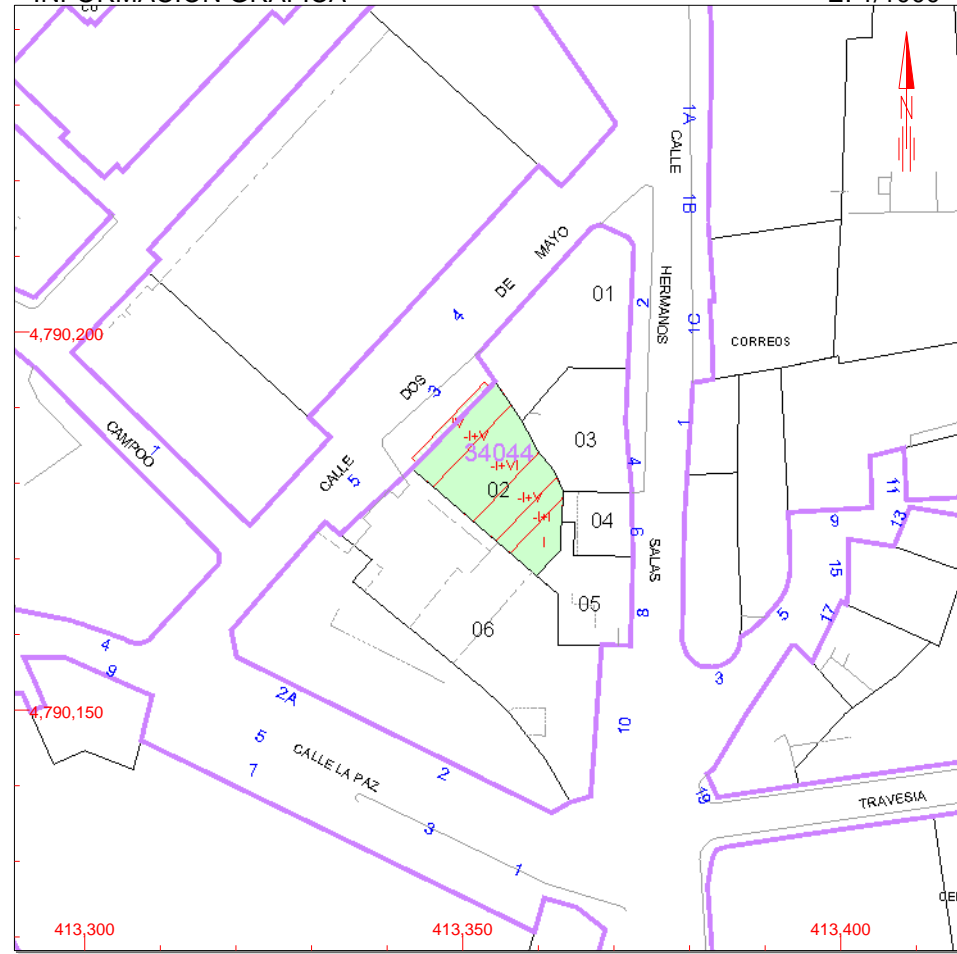 1A
CALLE
N
1B
MAYO
DE
HERMANOS
01
2
4
1C
4,790,200
CORREOS
DOS
3
1
CAMPOO
1
IV
-I+V
34044
03
4
-I+VI
CALLE
5
02
-I+V
11
-I+I
04
9
13
6
I
SALAS
15
05
8
5
17
06
4
9
3
2A
4,790,150
10
5
CALLE LA PAZ
7
2
19
TRAVESIA
3
1
413,300
413,350
413,400